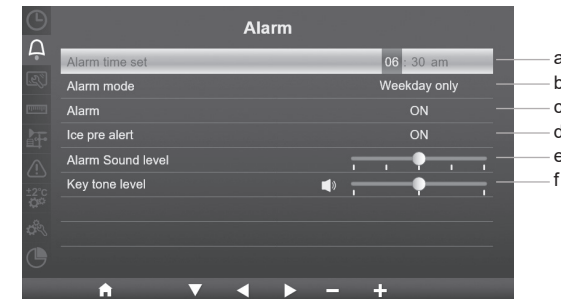 Alarm
Alarm time set 06 : 30 am a
Alarm mode Weekday only b
Alarm ON c
Ice pre alert ON d
Alarm Sound level e
Key tone level f
±2°C